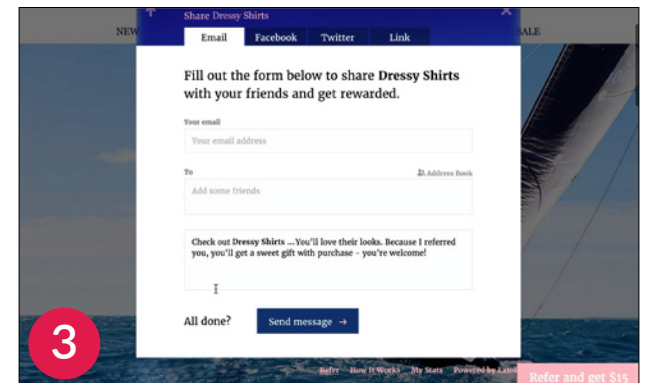 Share Dressy Shirts
X
NEW
SALE
Email Facebook Twitter Link
Fill out the form below to share Dressy Shirts
with your friends and get rewarded.
Your email
Your email address
To
Address Book
Add some friends
Check out Dressy Shirts ...You'll love their looks. Because I referred
you, you'll get a sweet gift with purchase – you're welcome!
All done?
Send message →
3
Refer How It Works My Stats Powered by Extol
Refer and get $15